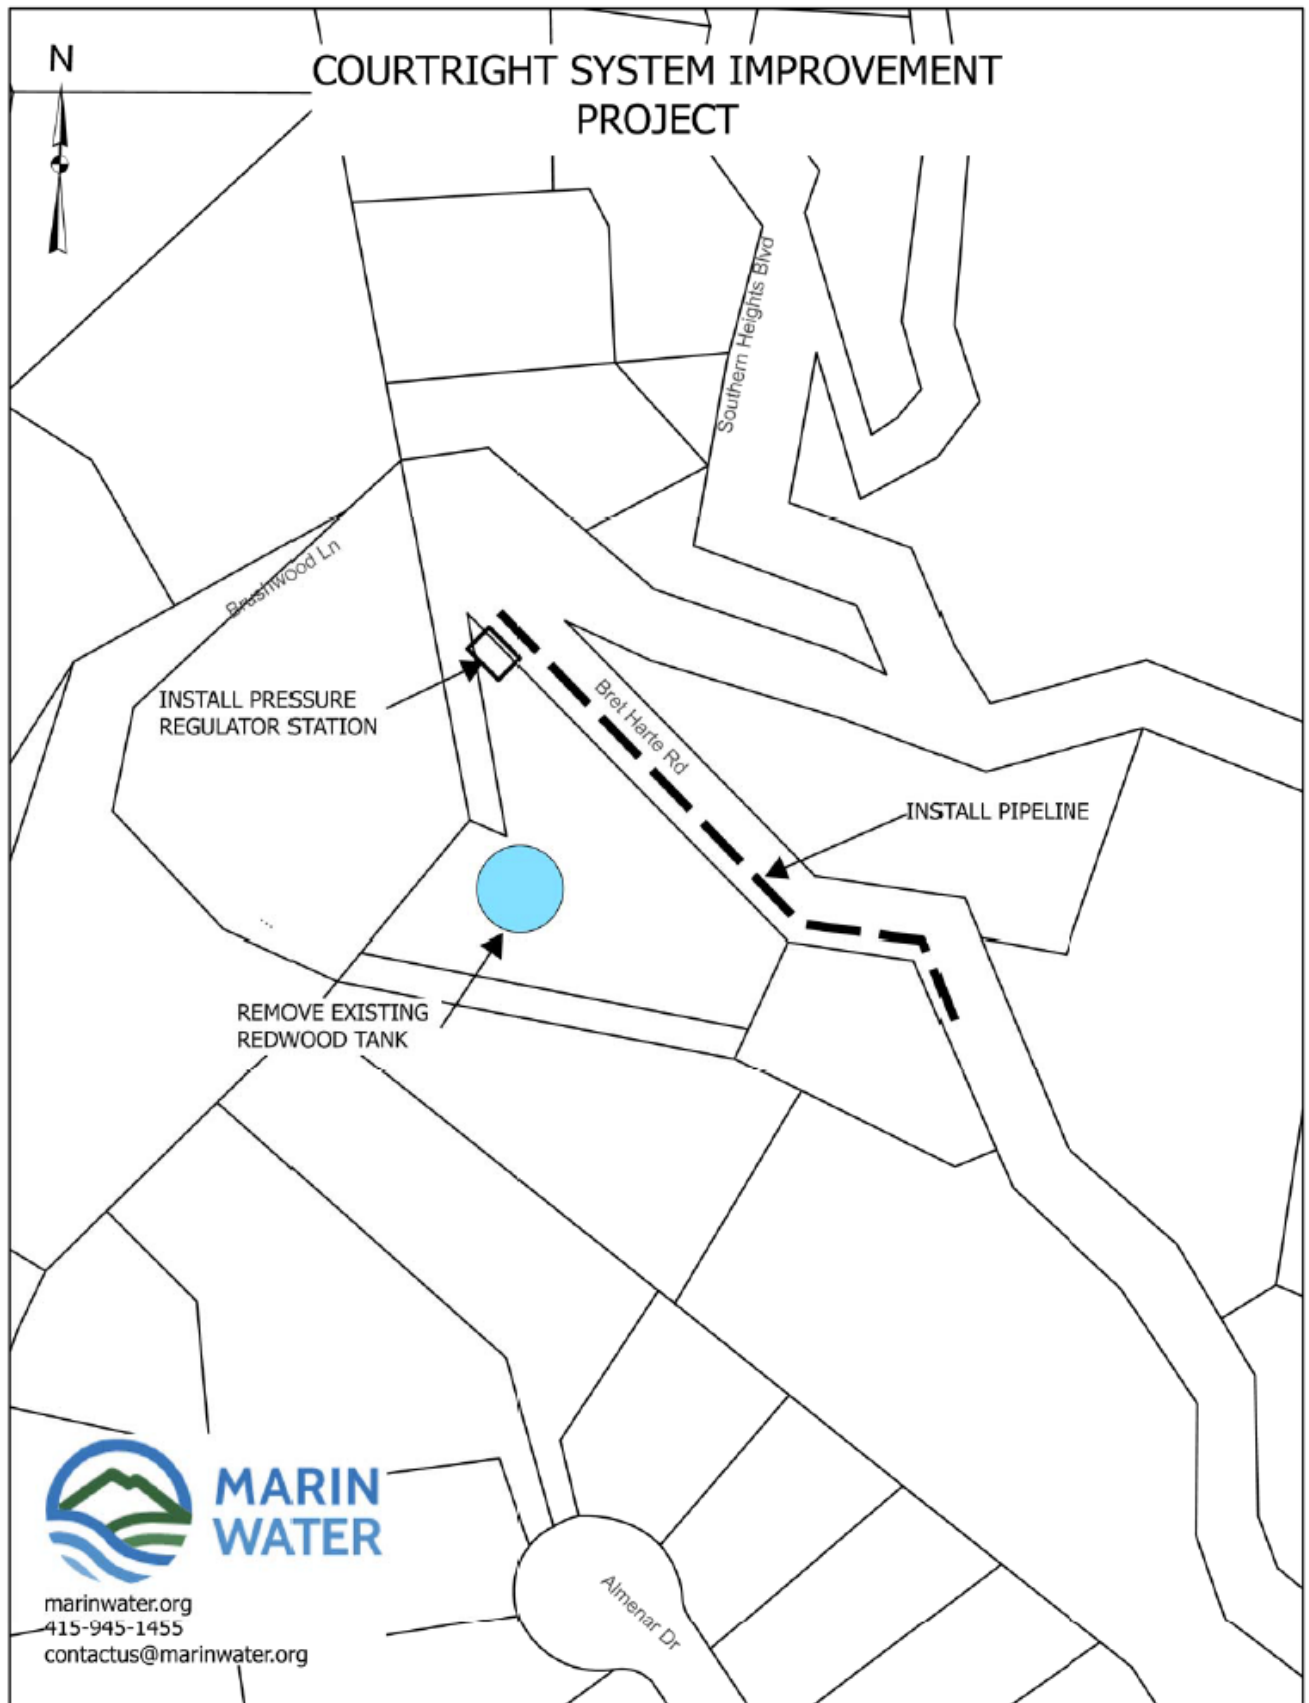 N
COURTRIGHT SYSTEM IMPROVEMENT
PROJECT
Southern Heights Blvd
Brushwood Ln
INSTALL PRESSURE
REGULATOR STATION
Bret Harte Rd
INSTALL PIPELINE
...
REMOVE EXISTING
REDWOOD TANK
MARIN
WATER
Almenar Dr
marinwater.org
415-945-1455
contactus@marinwater.org